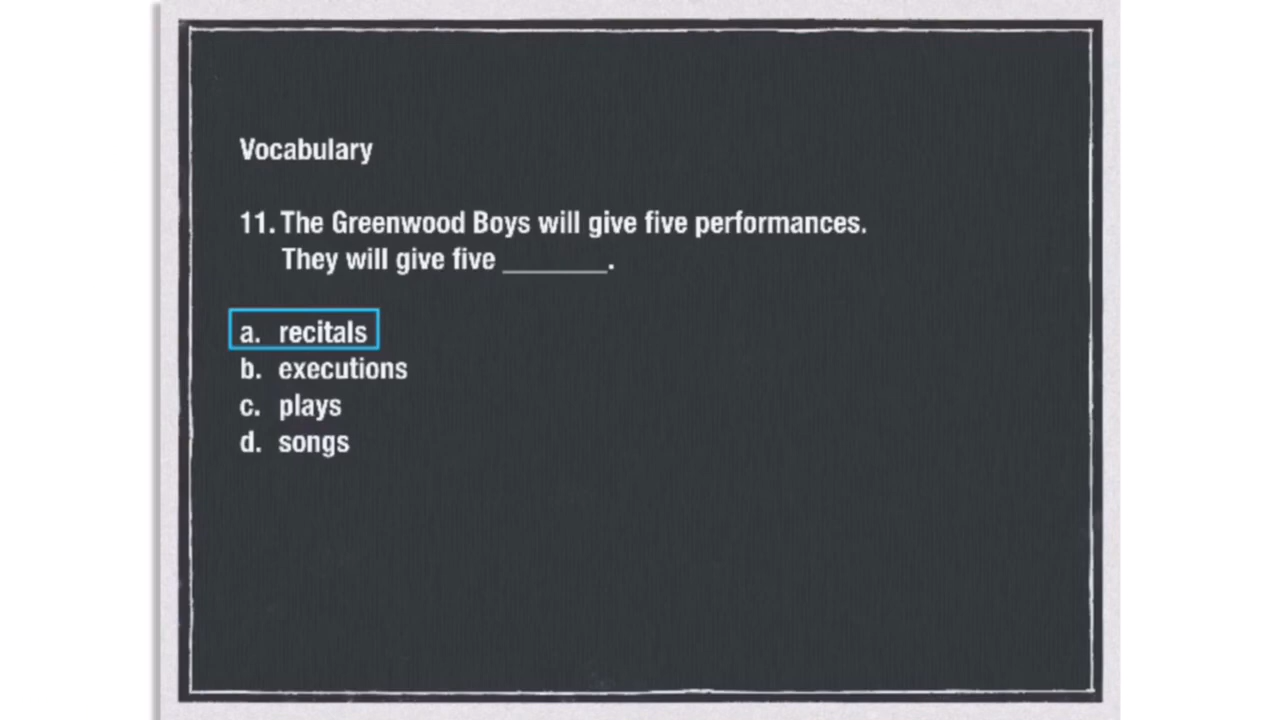 Vocabulary
11. The Greenwood Boys will give five performances.
They will give five ________.
a. recitals
b. executions
c. plays
d. songs